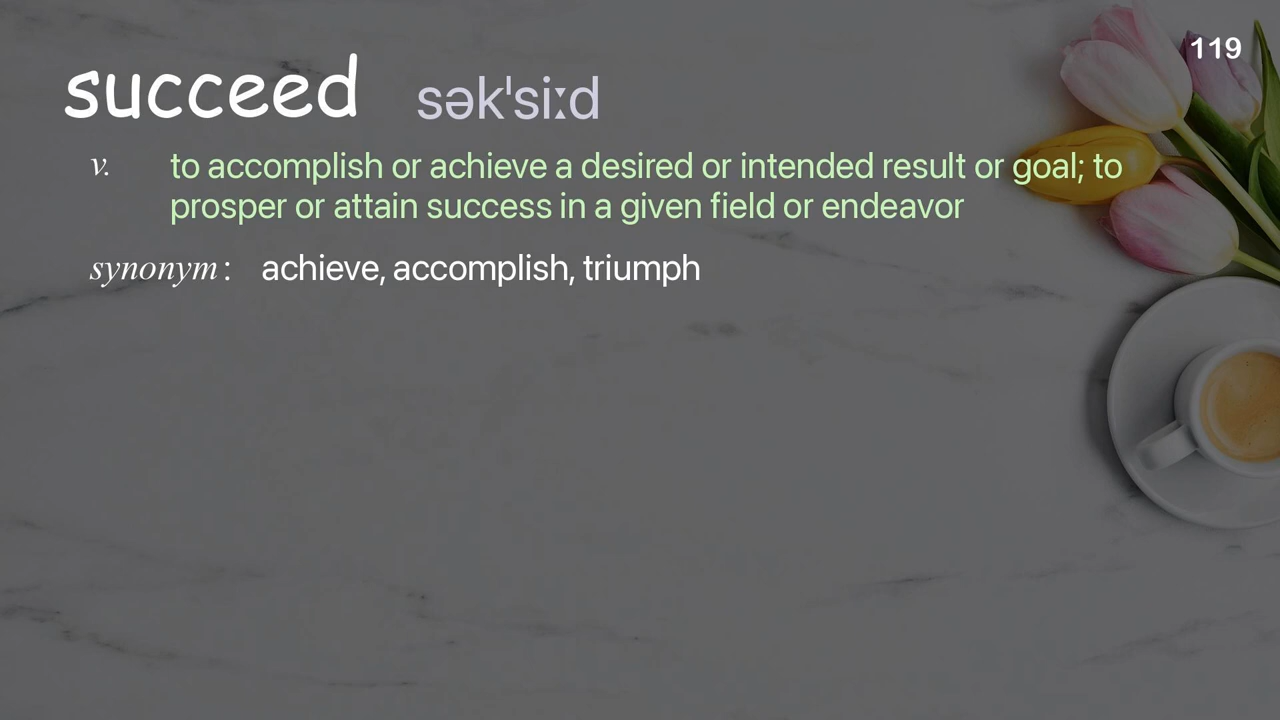 119
succeed səkˈsiːd
v. to accomplish or achieve a desired or intended result or goal; to
prosper or attain success in a given field or endeavor
synonym : achieve, accomplish, triumph